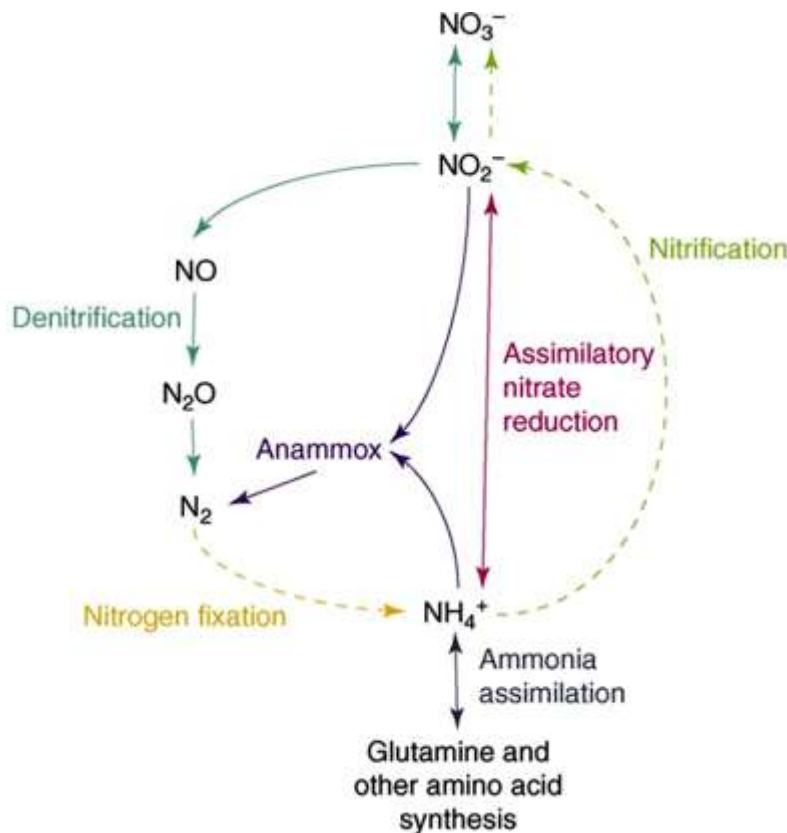 NO₃⁻
NO₂⁻
Nitrification
NO
Denitrification
Assimilatory
nitrate
reduction
N₂O
Anammox
N₂
Nitrogen fixation
NH₄⁺
Ammonia
assimilation
Glutamine and
other amino acid
synthesis